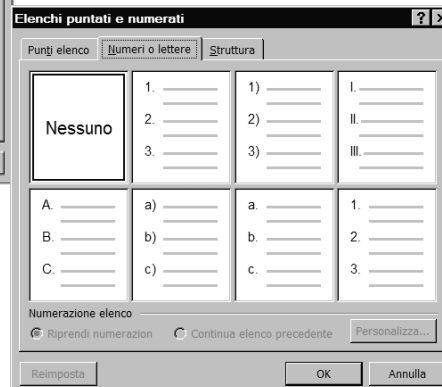 Elenchi puntati e numerati
Punti elenco Numeri o lettere Struttura
Nessuno
1.
2.
3.
1)
2)
3)
I.
II.
III.
A.
B.
C.
a)
b)
c)
a.
b.
c.
1.
2.
3.
Numerazione elenco
Riprendi numerazion Continua elenco precedente Personalizza...
Reimposta OK Annulla